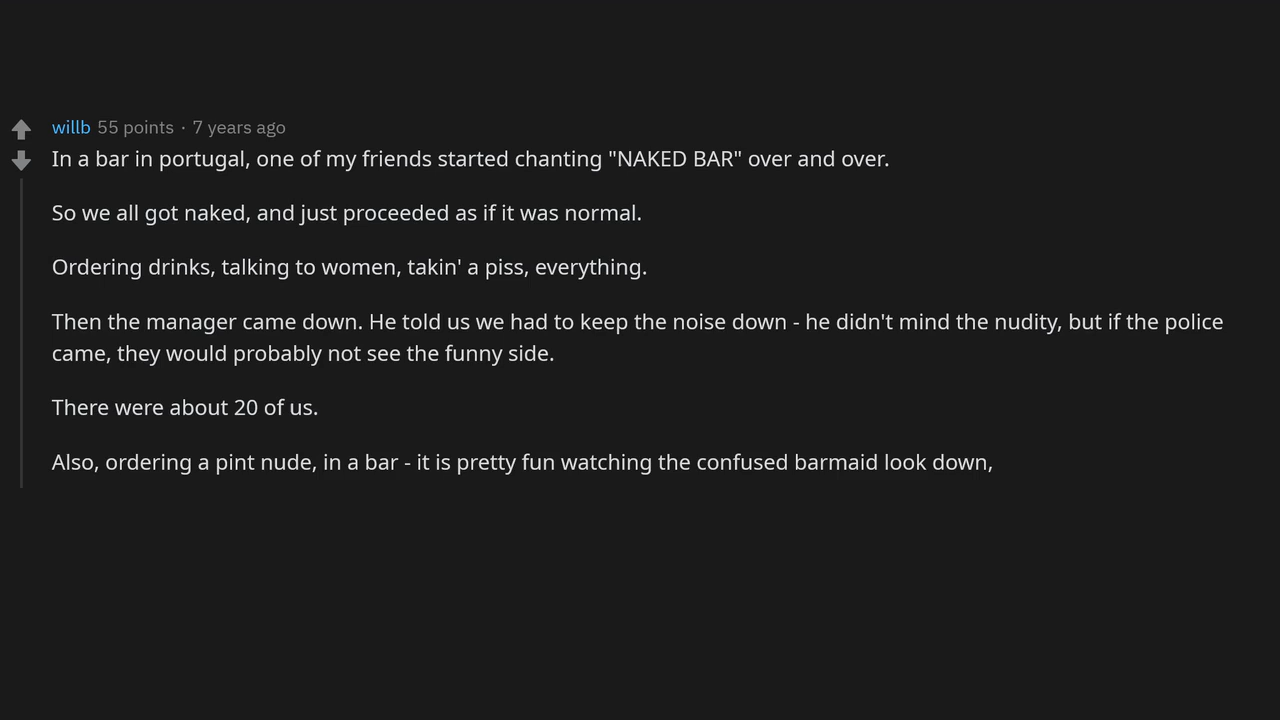 willb 55 points · 7 years ago
In a bar in portugal, one of my friends started chanting "NAKED BAR" over and over.
So we all got naked, and just proceeded as if it was normal.
Ordering drinks, talking to women, takin' a piss, everything.
Then the manager came down. He told us we had to keep the noise down - he didn't mind the nudity, but if the police
came, they would probably not see the funny side.
There were about 20 of us.
Also, ordering a pint nude, in a bar - it is pretty fun watching the confused barmaid look down,